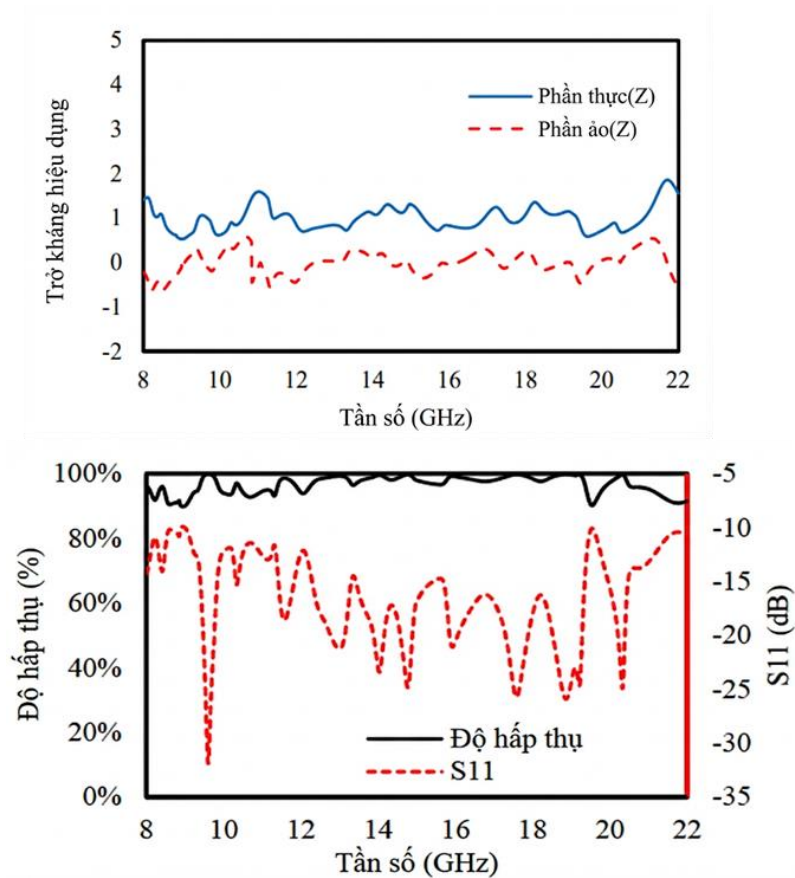 5
4
3
2
1
0
-1
-2
Trở kháng hiệu dụng
Phần thực(Z)
Phần ảo(Z)
8 10 12 14 16 18 20 22
Tần số (GHz)
100%
80%
60%
40%
20%
0%
Độ hấp thụ (%)
Độ hấp thụ
S11
-5
-10
-15
-20
-25
-30
-35
S11 (dB)
8 10 12 14 16 18 20 22
Tần số (GHz)